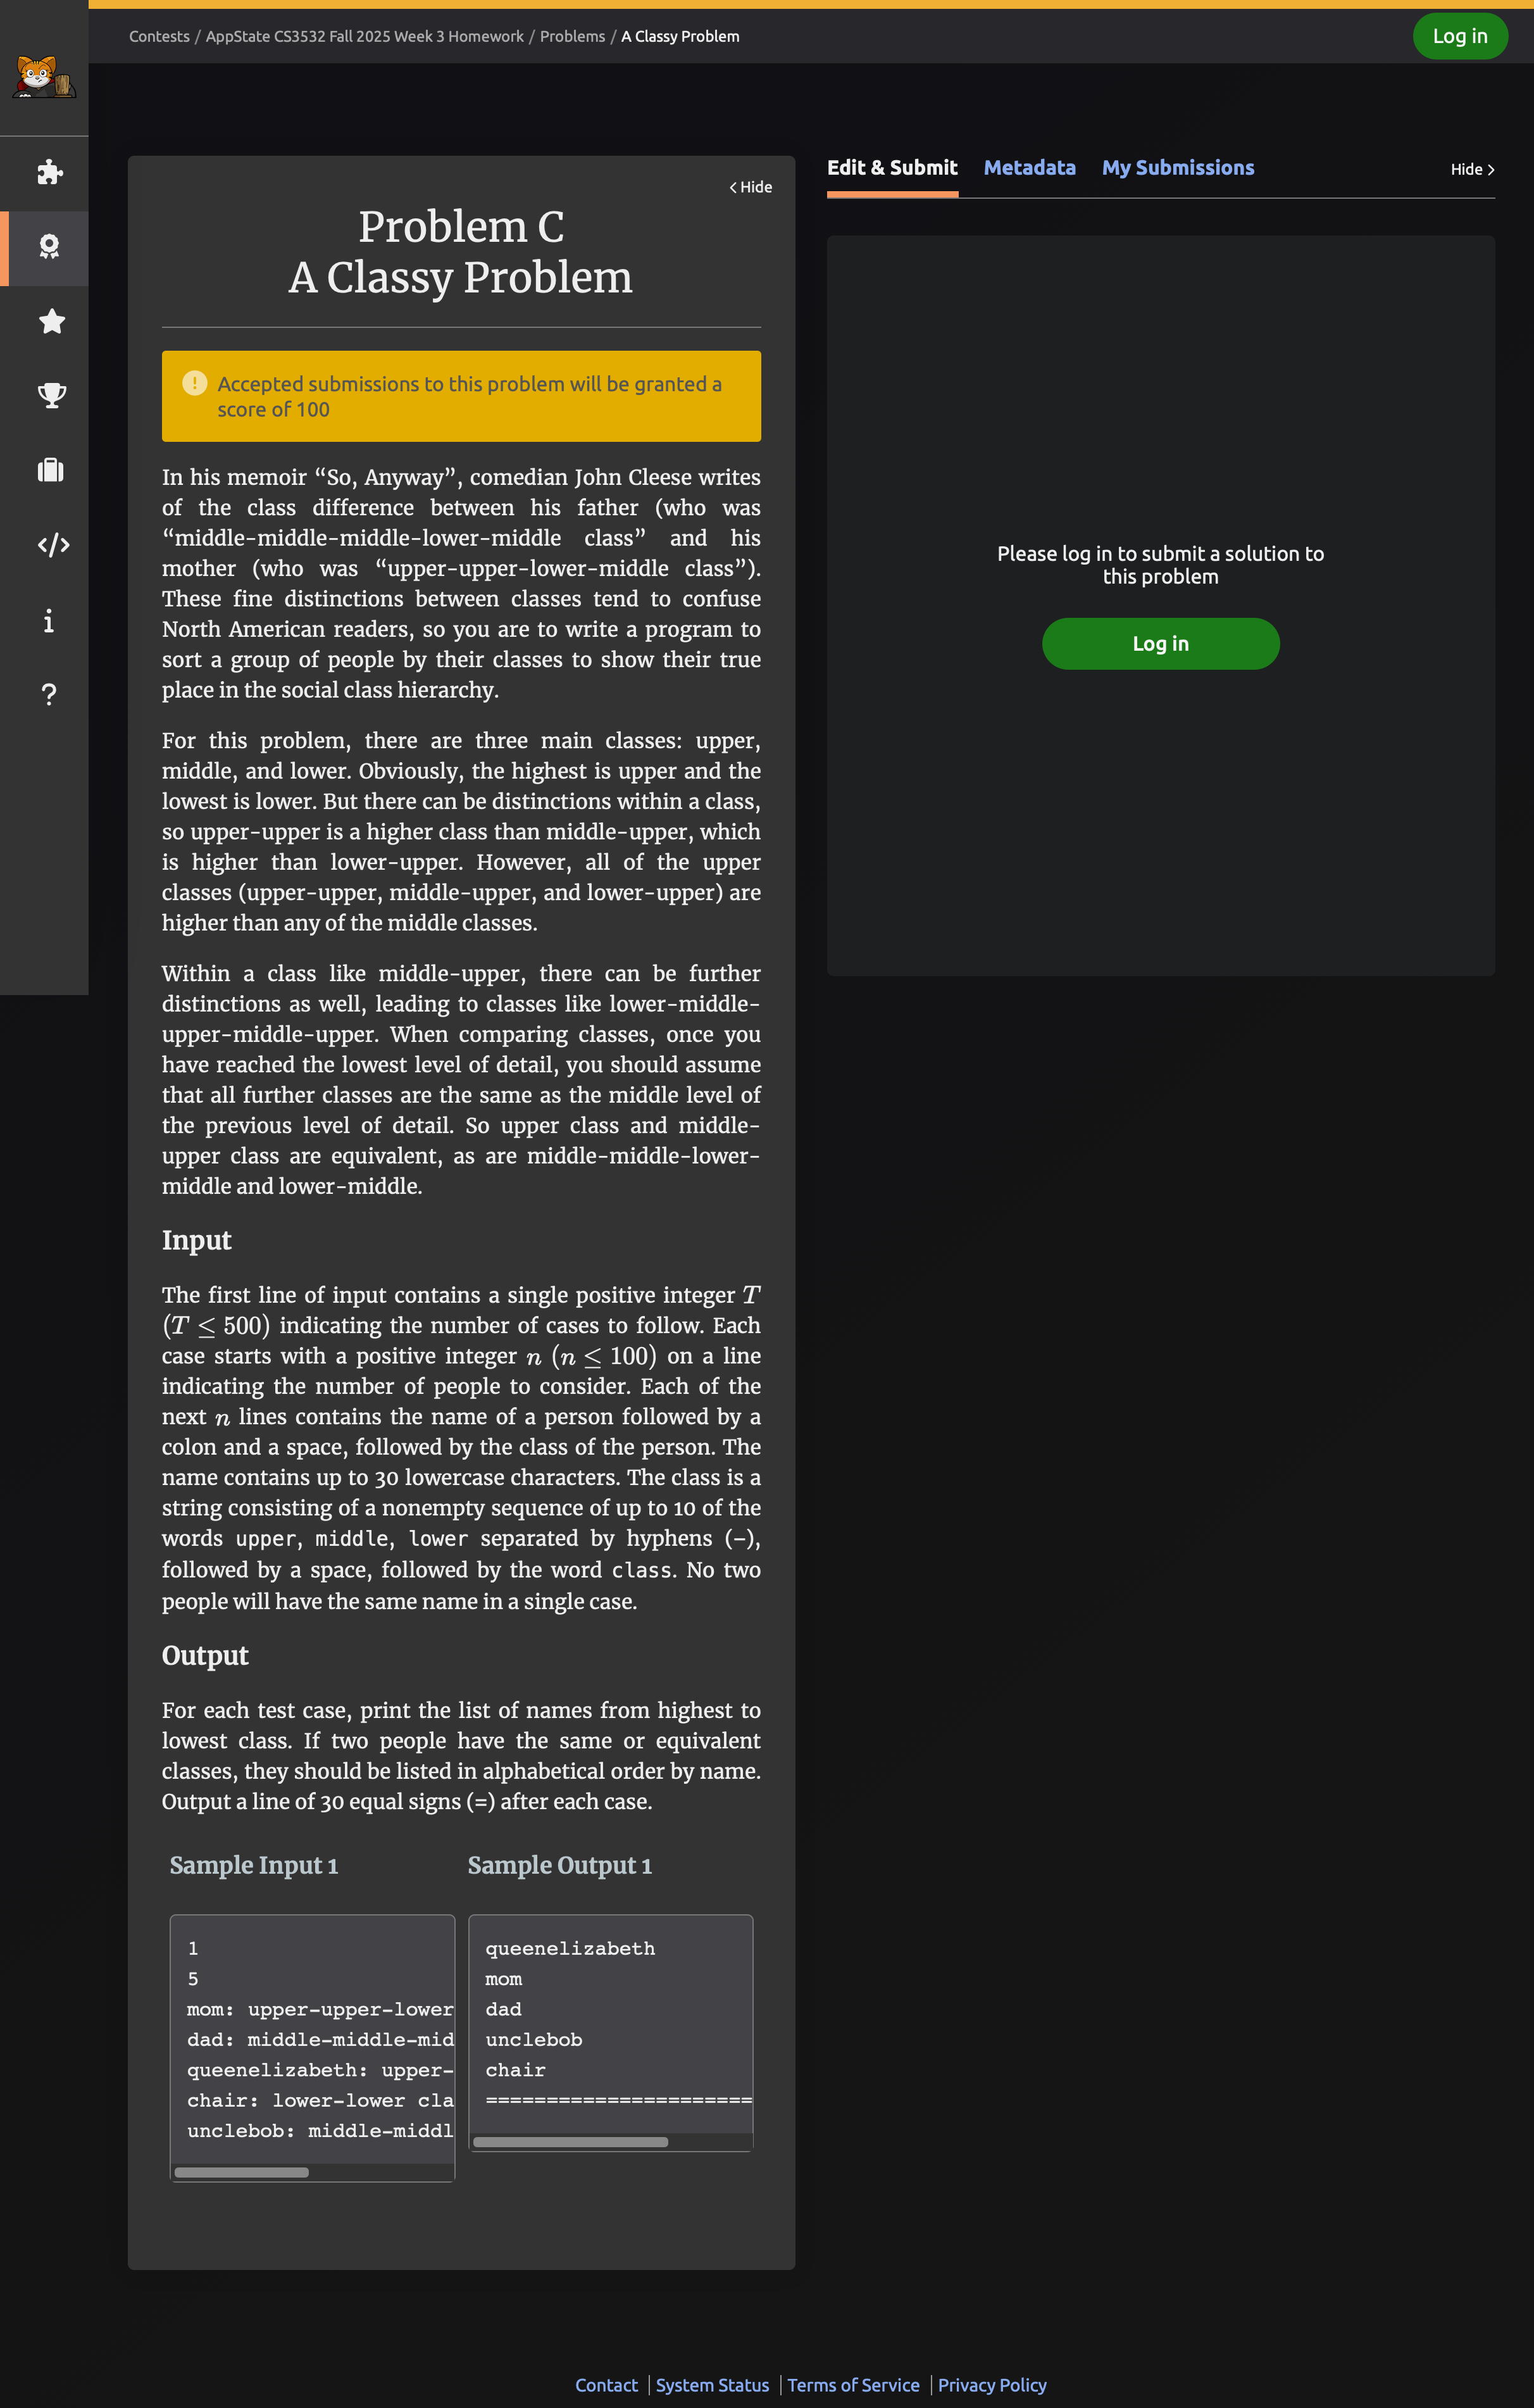 Contests / AppState CS3532 Fall 2025 Week 3 Homework / Problems / A Classy Problem
Log in
Hide
Problem C
A Classy Problem
Accepted submissions to this problem will be granted a
score of 100
In his memoir “So, Anyway”, comedian John Cleese writes
of the class difference between his father (who was
“middle-middle-middle-lower-middle class” and his
mother (who was “upper-upper-lower-middle class”).
These fine distinctions between classes tend to confuse
North American readers, so you are to write a program to
sort a group of people by their classes to show their true
place in the social class hierarchy.
For this problem, there are three main classes: upper,
middle, and lower. Obviously, the highest is upper and the
lowest is lower. But there can be distinctions within a class,
so upper-upper is a higher class than middle-upper, which
is higher than lower-upper. However, all of the upper
classes (upper-upper, middle-upper, and lower-upper) are
higher than any of the middle classes.
Within a class like middle-upper, there can be further
distinctions as well, leading to classes like lower-middle-
upper-middle-upper. When comparing classes, once you
have reached the lowest level of detail, you should assume
that all further classes are the same as the middle level of
the previous level of detail. So upper class and middle-
upper class are equivalent, as are middle-middle-lower-
middle and lower-middle.
Input
The first line of input contains a single positive integer T
(T ≤ 500) indicating the number of cases to follow. Each
case starts with a positive integer n (n ≤ 100) on a line
indicating the number of people to consider. Each of the
next n lines contains the name of a person followed by a
colon and a space, followed by the class of the person. The
name contains up to 30 lowercase characters. The class is a
string consisting of a nonempty sequence of up to 10 of the
words upper, middle, lower separated by hyphens (–),
followed by a space, followed by the word class. No two
people will have the same name in a single case.
Output
For each test case, print the list of names from highest to
lowest class. If two people have the same or equivalent
classes, they should be listed in alphabetical order by name.
Output a line of 30 equal signs (=) after each case.
Sample Input 1
1
5
mom: upper-upper-lower
dad: middle-middle-mid
queenelizabeth: upper-
chair: lower-lower cla
unclebob: middle-middl
Sample Output 1
queenelizabeth
mom
dad
unclebob
chair
======================
Edit & Submit
Metadata
My Submissions
Hide
Please log in to submit a solution to
this problem
Log in
Contact | System Status | Terms of Service | Privacy Policy